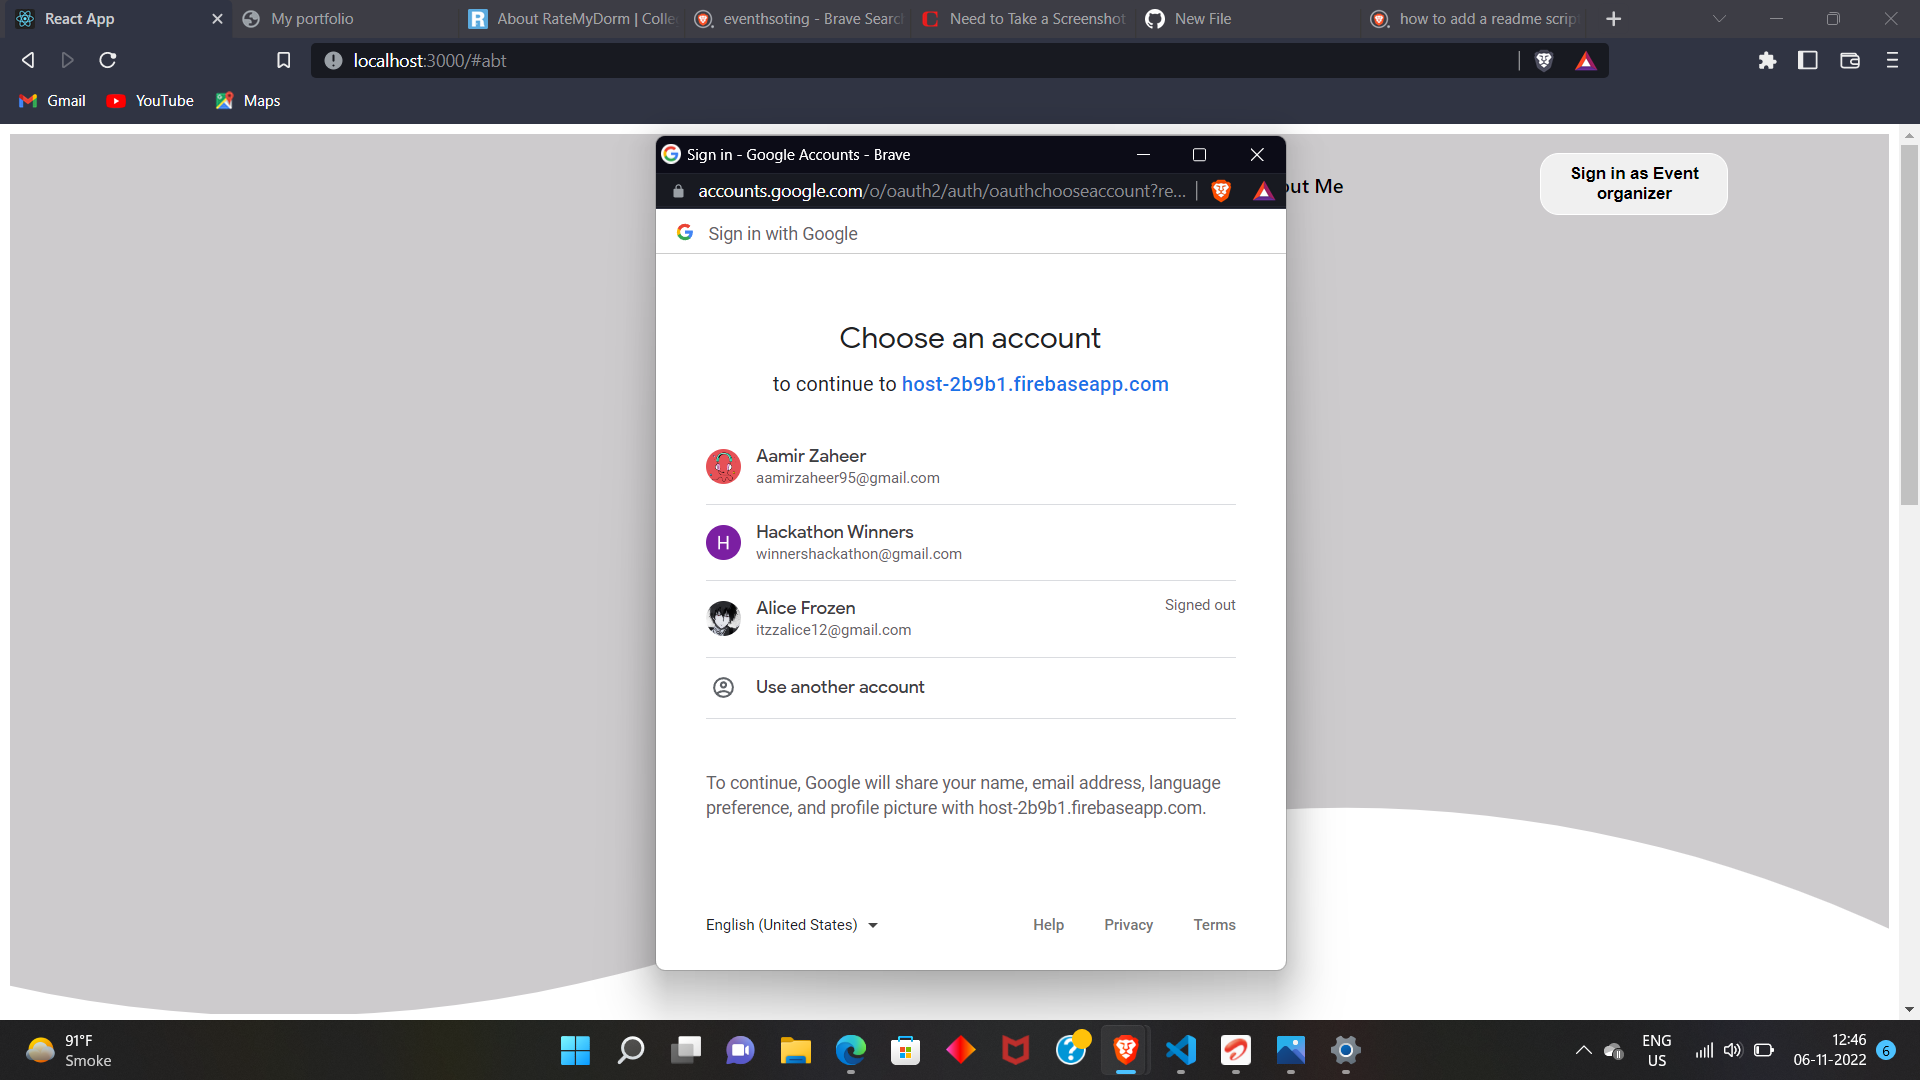 React App
My portfolio
About RateMyDorm | Colle
eventhsoting - Brave Searc
Need to Take a Screenshot
New File
how to add a readme scrip
localhost:3000/#abt
Gmail
YouTube
Maps
Sign in - Google Accounts - Brave
accounts.google.com/o/oauth2/auth/oauthchooseaccount?re...
out Me
Sign in as Event
organizer
Sign in with Google
Choose an account
to continue to host-2b9b1.firebaseapp.com
Aamir Zaheer
aamirzaheer95@gmail.com
H
Hackathon Winners
winnershackathon@gmail.com
Alice Frozen
Signed out
itzzalice12@gmail.com
Use another account
To continue, Google will share your name, email address, language
preference, and profile picture with host-2b9b1.firebaseapp.com.
English (United States)
Help
Privacy
Terms
91°F
Smoke
ENG
US
12:46
06-11-2022
6